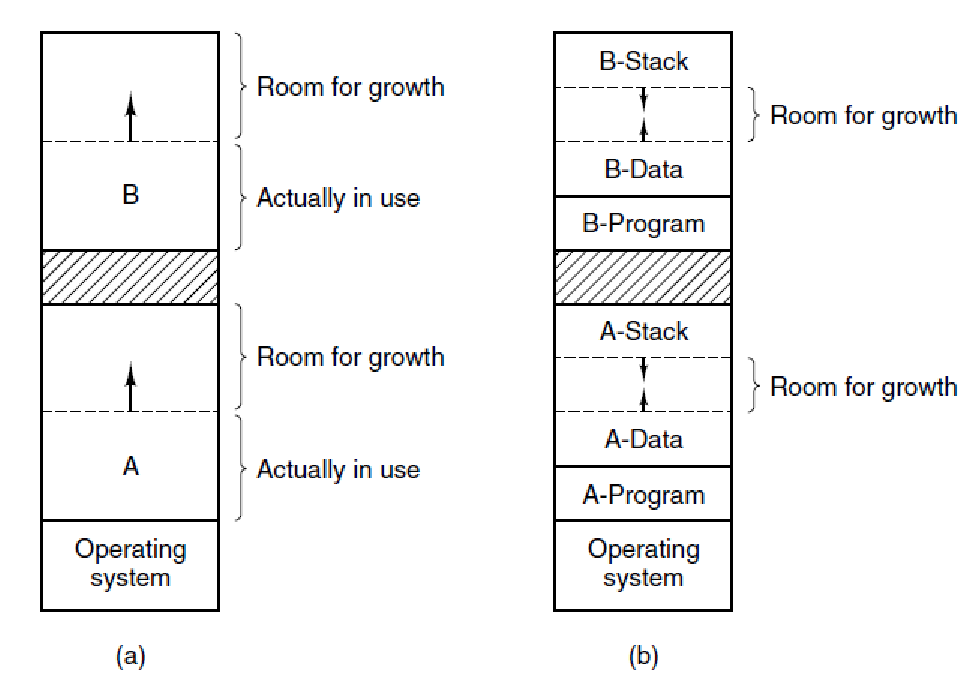 Room for growth
B
Actually in use
Room for growth
A
Actually in use
Operating
system
(a)
B-Stack
Room for growth
B-Data
B-Program
A-Stack
Room for growth
A-Data
A-Program
Operating
system
(b)